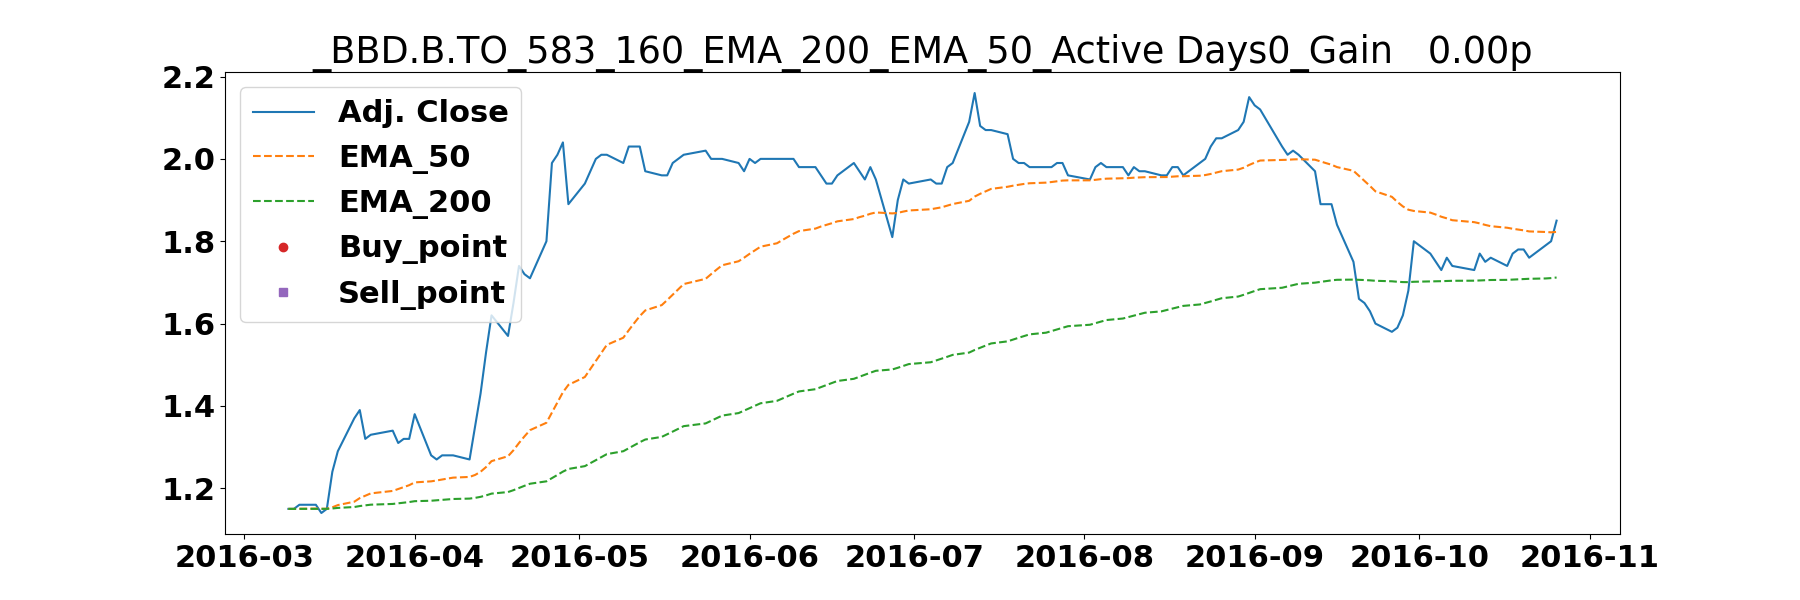 _BBD.B.TO_583_160_EMA_200_EMA_50_Active Days0_Gain   0.00p
2.2
2.0
1.8
1.6
1.4
1.2
Adj. Close
EMA_50
EMA_200
Buy_point
Sell_point
2016-03 2016-04 2016-05 2016-06 2016-07 2016-08 2016-09 2016-10 2016-11